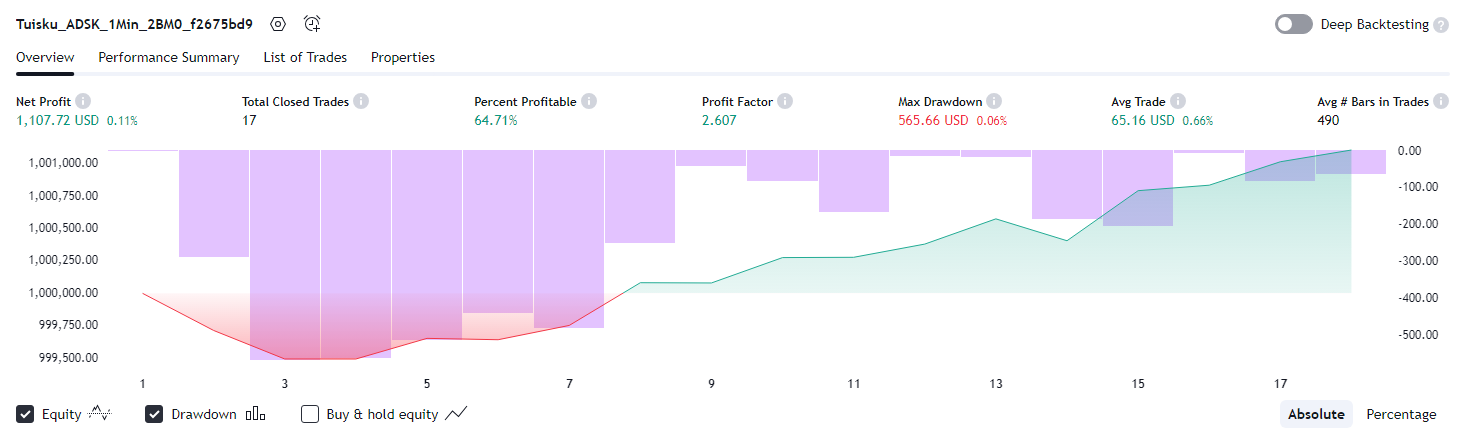 Tuisku_ADSK_1Min_2BM0_f2675bd9 Deep Backtesting
Overview Performance Summary List of Trades Properties
Net Profit Total Closed Trades Percent Profitable Profit Factor Max Drawdown Avg Trade Avg # Bars in Trades
1,107.72 USD 0.11% 17 64.71% 2.607 565.66 USD 0.06% 65.16 USD 0.66% 490
1,001,000.00 0.00
1,000,750.00 -100.00
1,000,500.00 -200.00
1,000,250.00 -300.00
1,000,000.00 -400.00
999,750.00 -500.00
999,500.00
1 3 5 7 9 11 13 15 17
Equity Drawdown Buy & hold equity Absolute Percentage